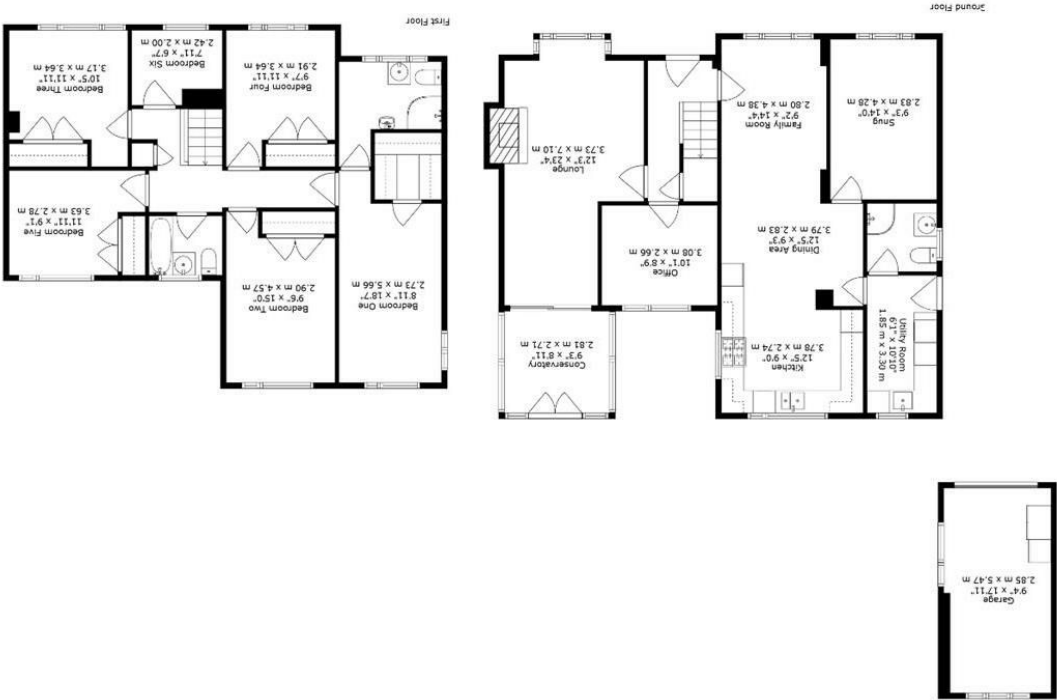 Garage
9'4" x 17'11"
2.85 m x 5.47 m
Utility Room
6'1" x 10'10"
1.85 m x 3.30 m
Kitchen
12'5" x 9'0"
3.78 m x 2.74 m
Conservatory
9'3" x 8'11"
2.81 m x 2.71 m
Dining Area
12'5" x 9'3"
3.79 m x 2.83 m
Office
10'1" x 8'9"
3.08 m x 2.66 m
Snug
9'3" x 14'0"
2.83 m x 4.28 m
Family Room
9'2" x 14'4"
2.80 m x 4.38 m
Lounge
12'3" x 23'4"
3.73 m x 7.10 m
Ground Floor
Bedroom One
8'11" x 18'7"
2.73 m x 5.66 m
Bedroom Two
9'6" x 15'0"
2.90 m x 4.57 m
Bedroom Five
11'11" x 9'1"
3.63 m x 2.78 m
Bedroom Four
9'7" x 11'11"
2.91 m x 3.64 m
Bedroom Six
7'11" x 6'7"
2.42 m x 2.00 m
Bedroom Three
10'5" x 11'11"
3.17 m x 3.64 m
First Floor